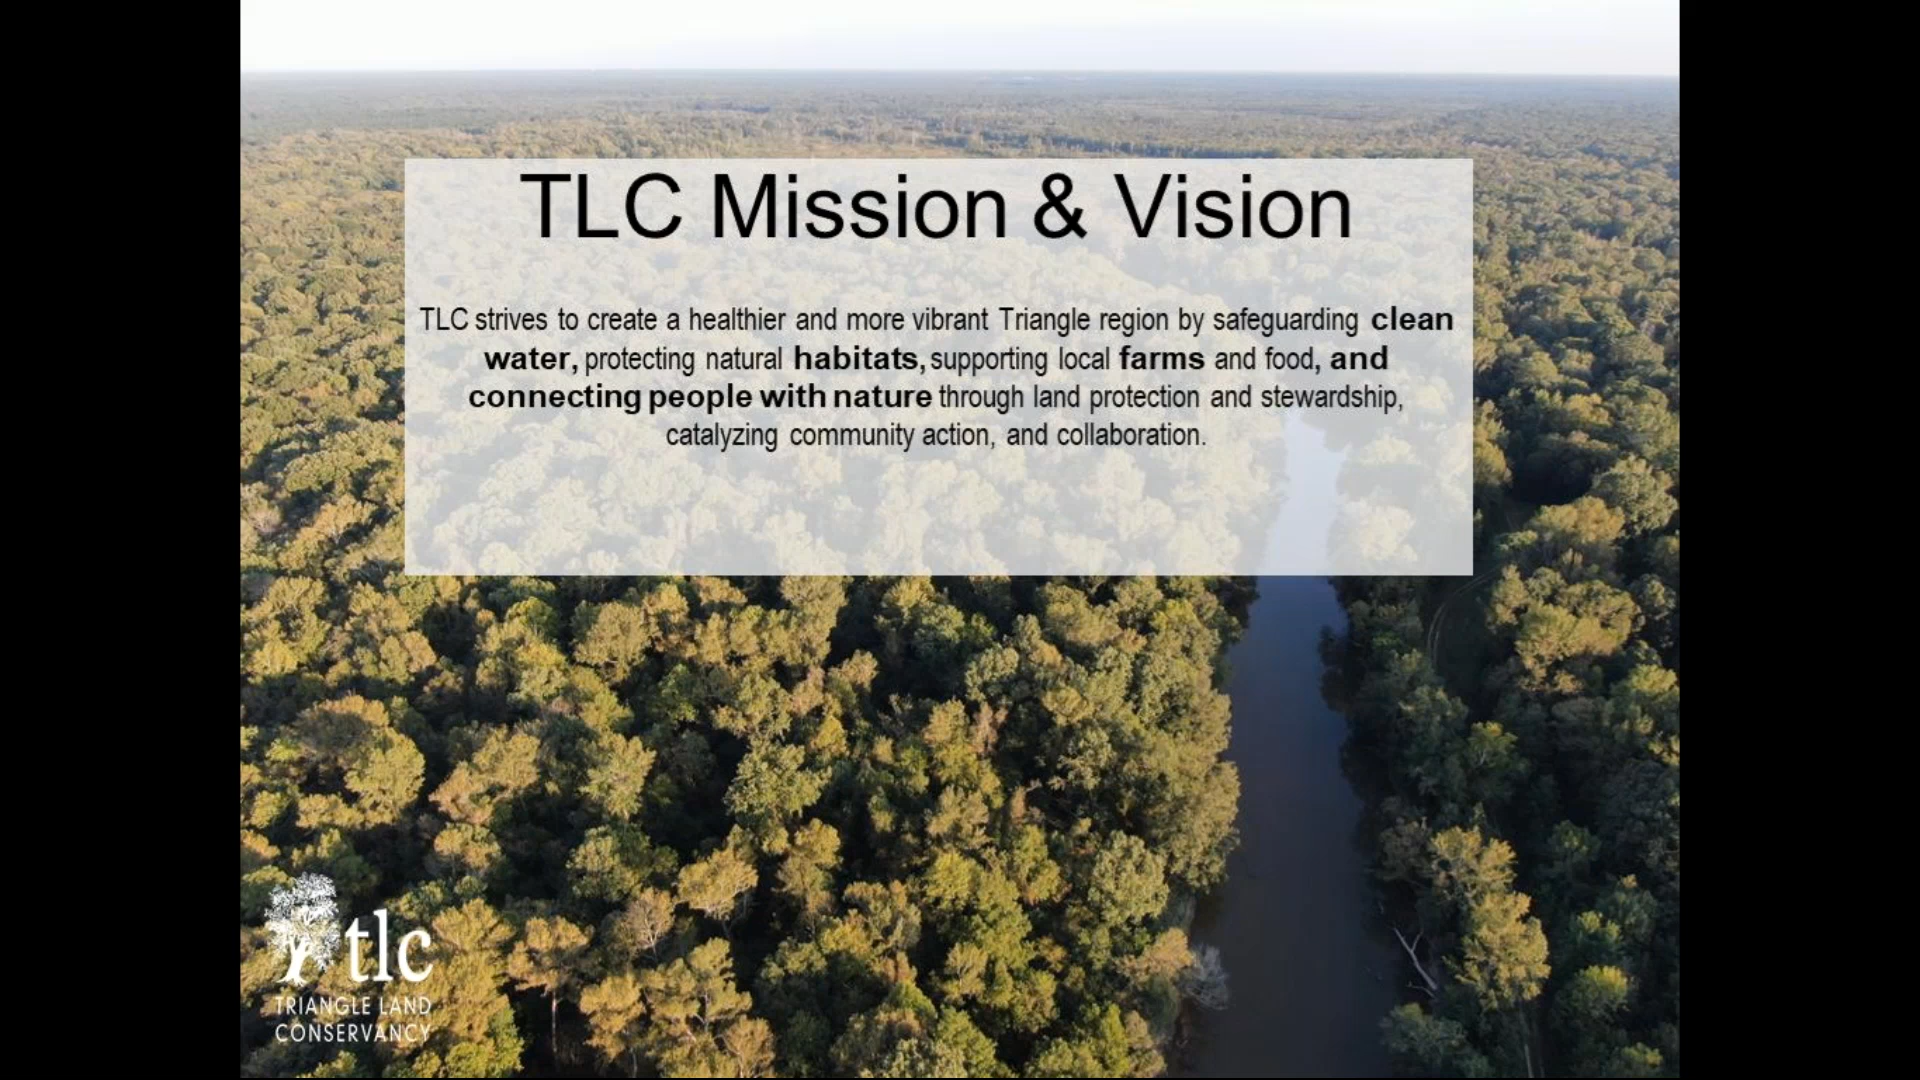 TLC Mission & Vision
TLC strives to create a healthier and more vibrant Triangle region by safeguarding clean
water, protecting natural habitats, supporting local farms and food, and
connecting people with nature through land protection and stewardship,
catalyzing community action, and collaboration.
tlc
TRIANGLE LAND
CONSERVANCY